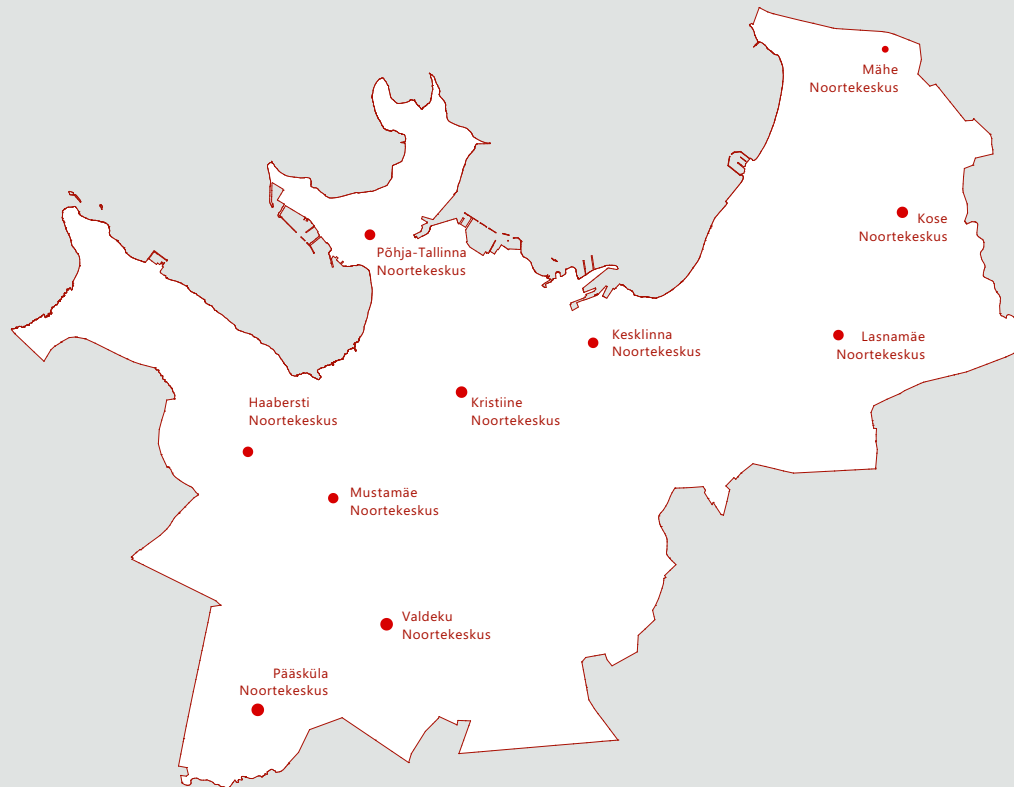 Mähe
Noortekeskus
Kose
Noortekeskus
Põhja-Tallinna
Noortekeskus
Kesklinna
Noortekeskus
Lasnamäe
Noortekeskus
Haabersti
Noortekeskus
Kristiine
Noortekeskus
Mustamäe
Noortekeskus
Valdeku
Noortekeskus
Pääsküla
Noortekeskus